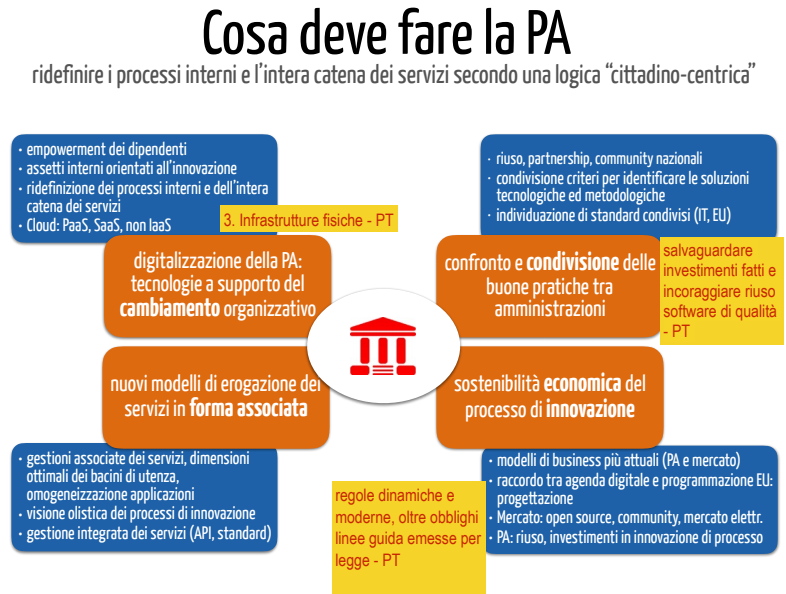 Cosa deve fare la PA
ridefinire i processi interni e l'intera catena dei servizi secondo una logica "cittadino-centrica"
• empowerment dei dipendenti
• assetti interni orientati all'innovazione
• ridefinizione dei processi interni e dell'intera
catena dei servizi
• Cloud: PaaS, SaaS, non IaaS
3. Infrastrutture fisiche - PT
digitalizzazione della PA:
tecnologie a supporto del
cambiamento organizzativo
• riuso, partnership, community nazionali
• condivisione criteri per identificare le soluzioni
tecnologiche ed metodologiche
• individuazione di standard condivisi (IT, EU)
confronto e condivisione delle
buone pratiche tra
amministrazioni
salvaguardare
investimenti fatti e
incoraggiare riuso
software di qualità
- PT
nuovi modelli di erogazione dei
servizi in forma associata
sostenibilità economica del
processo di innovazione
• gestioni associate dei servizi, dimensioni
ottimali dei bacini di utenza,
omogeneizzazione applicazioni
• visione olistica dei processi di innovazione
• gestione integrata dei servizi (API, standard)
regole dinamiche e
moderne, oltre obblighi
linee guida emesse per
legge - PT
• modelli di business più attuali (PA e mercato)
• raccordo tra agenda digitale e programmazione EU:
progettazione
• Mercato: open source, community, mercato elettr.
• PA: riuso, investimenti in innovazione di processo